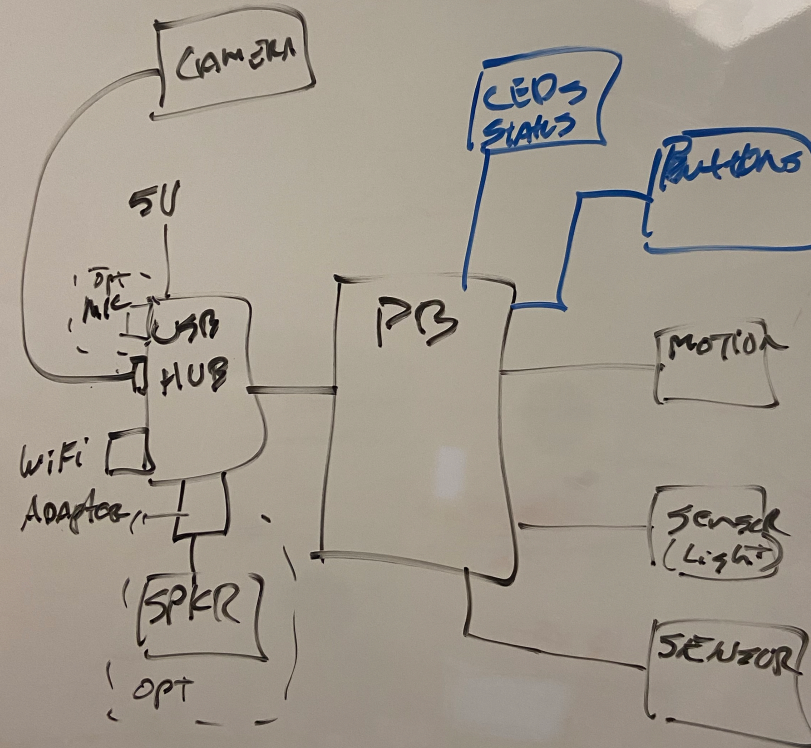 CAMERA
LEDs
STATUS
Buttons
5V
OPT
MIC
USB
HUB
PB
MOTION
WiFi
ADAPTER
SENSOR
(Light)
SPKR
OPT
SENSOR